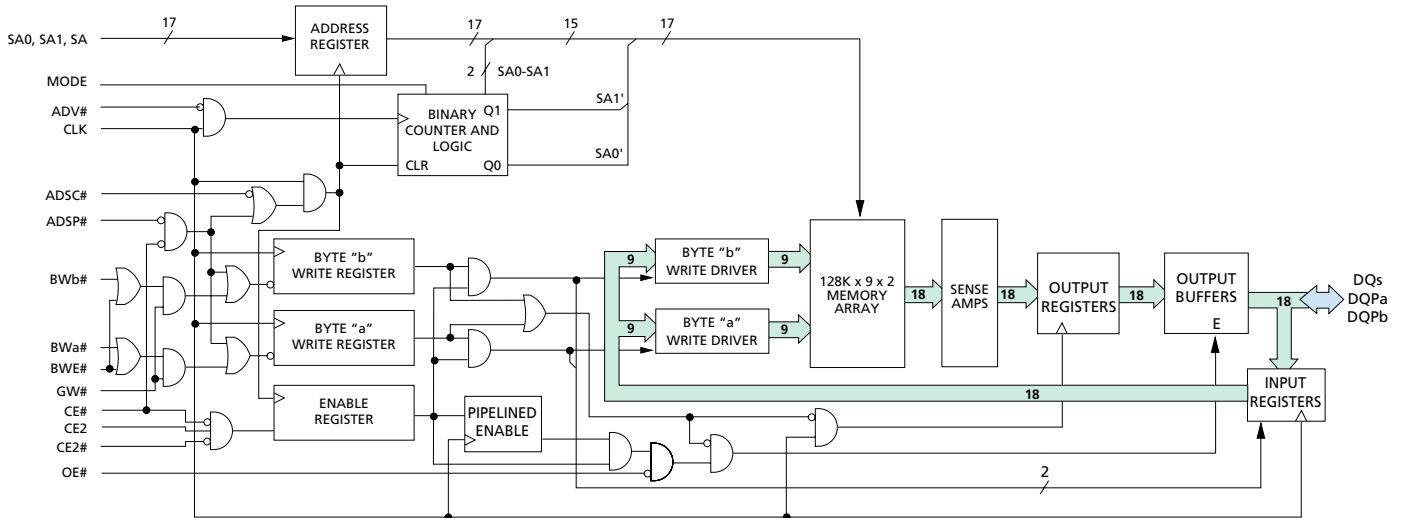 17
ADDRESS
REGISTER
17
15
17
SA0, SA1, SA
2
SA0-SA1
MODE
ADV#
CLK
BINARY
COUNTER AND
LOGIC
Q1
CLR
Q0
SA1'
SA0'
ADSC#
ADSP#
BWb#
BYTE “b”
WRITE REGISTER
9
BYTE “b”
WRITE DRIVER
9
128K x 9 x 2
MEMORY
ARRAY
18
SENSE
AMPS
18
OUTPUT
REGISTERS
18
OUTPUT
BUFFERS
E
18
DQs
DQPa
DQPb
BYTE “a”
WRITE REGISTER
9
BYTE “a”
WRITE DRIVER
9
BWa#
BWE#
GW#
CE#
CE2
CE2#
OE#
ENABLE
REGISTER
PIPELINED
ENABLE
18
INPUT
REGISTERS
2